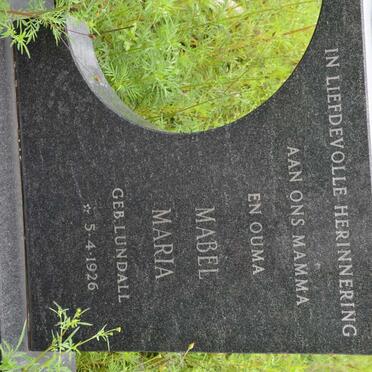 IN LIEFDEVOLLE HERINNERING
AAN ONS MAMMA
EN OUMA
MABEL
MARIA
GEB. LUNDALL
☆ 5.4.1926